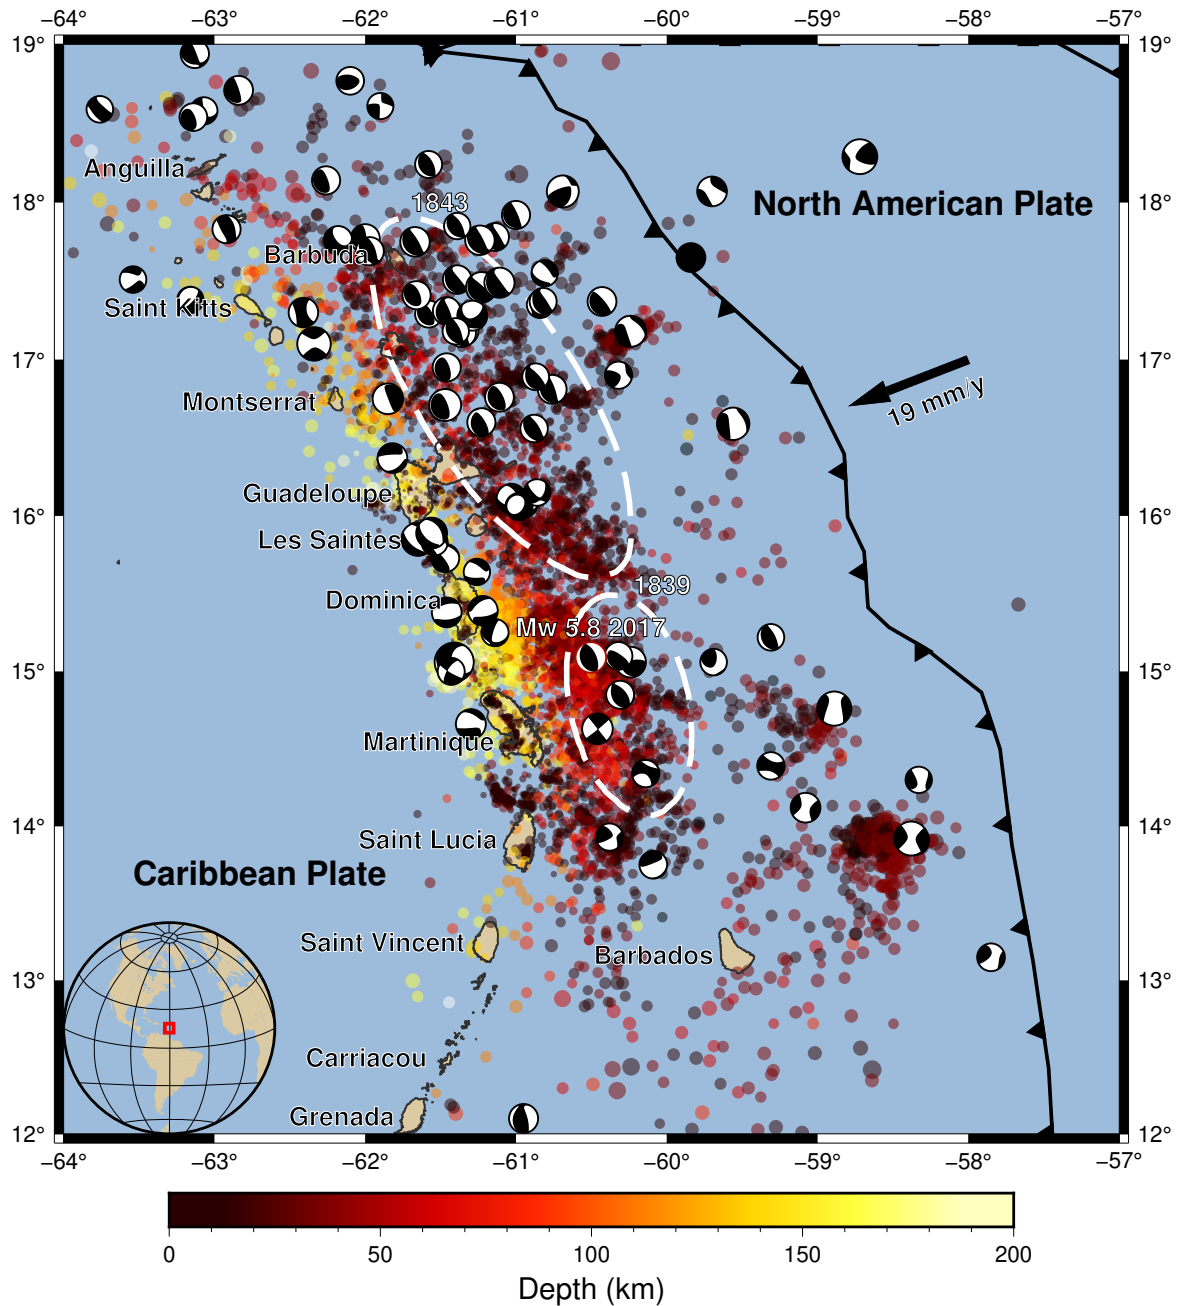 −64° −63° −62° −61° −60° −59° −58° −57°
19° 19°
Anguilla
18° 1843 North American Plate 18°
Barbuda
Saint Kitts
17° 17°
19 mm/y
Montserrat
Guadeloupe
16° 16°
Les Saintes
1839
Dominica
Mw 5.8 2017
15° 15°
Martinique
14° 14°
Saint Lucia
Caribbean Plate
Saint Vincent
Barbados
13° 13°
Carriacou
Grenada
12° 12°
−64° −63° −62° −61° −60° −59° −58° −57°
0 50 100 150 200
Depth (km)